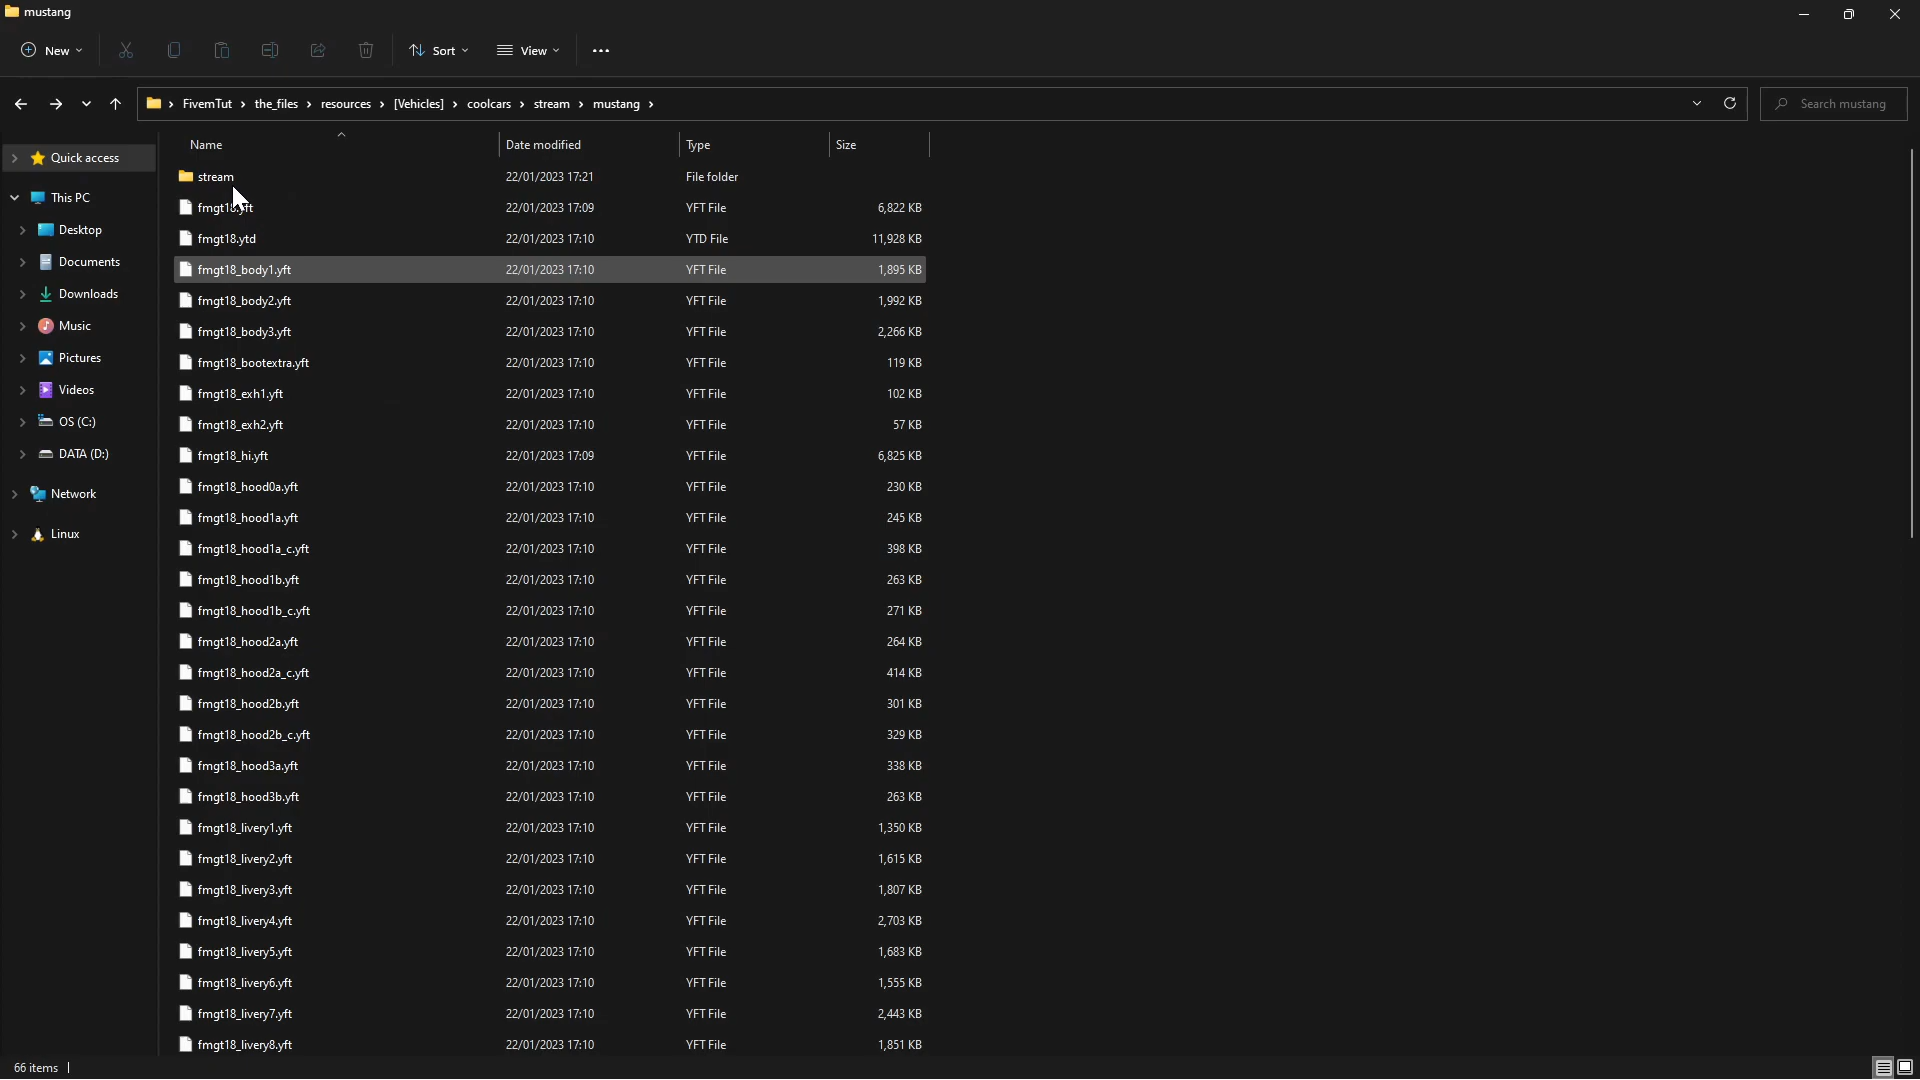 mustang
New Sort View
FivemTut the_files resources [Vehicles] coolcars stream mustang Search mustang
Name Date modified Type Size
Quick access
This PC
Desktop
Documents
Downloads
Music
Pictures
Videos
OS (C:)
DATA (D:)
Network
Linux
stream 22/01/2023 17:21 File folder
fmgt18.yft 22/01/2023 17:09 YFT File 6,822 KB
fmgt18.ytd 22/01/2023 17:10 YTD File 11,928 KB
fmgt18_body1.yft 22/01/2023 17:10 YFT File 1,895 KB
fmgt18_body2.yft 22/01/2023 17:10 YFT File 1,992 KB
fmgt18_body3.yft 22/01/2023 17:10 YFT File 2,266 KB
fmgt18_bootextra.yft 22/01/2023 17:10 YFT File 119 KB
fmgt18_exh1.yft 22/01/2023 17:10 YFT File 102 KB
fmgt18_exh2.yft 22/01/2023 17:10 YFT File 57 KB
fmgt18_hi.yft 22/01/2023 17:09 YFT File 6,825 KB
fmgt18_hood0a.yft 22/01/2023 17:10 YFT File 230 KB
fmgt18_hood1a.yft 22/01/2023 17:10 YFT File 245 KB
fmgt18_hood1a_c.yft 22/01/2023 17:10 YFT File 398 KB
fmgt18_hood1b.yft 22/01/2023 17:10 YFT File 263 KB
fmgt18_hood1b_c.yft 22/01/2023 17:10 YFT File 271 KB
fmgt18_hood2a.yft 22/01/2023 17:10 YFT File 264 KB
fmgt18_hood2a_c.yft 22/01/2023 17:10 YFT File 414 KB
fmgt18_hood2b.yft 22/01/2023 17:10 YFT File 301 KB
fmgt18_hood2b_c.yft 22/01/2023 17:10 YFT File 329 KB
fmgt18_hood3a.yft 22/01/2023 17:10 YFT File 338 KB
fmgt18_hood3b.yft 22/01/2023 17:10 YFT File 263 KB
fmgt18_livery1.yft 22/01/2023 17:10 YFT File 1,350 KB
fmgt18_livery2.yft 22/01/2023 17:10 YFT File 1,615 KB
fmgt18_livery3.yft 22/01/2023 17:10 YFT File 1,807 KB
fmgt18_livery4.yft 22/01/2023 17:10 YFT File 2,703 KB
fmgt18_livery5.yft 22/01/2023 17:10 YFT File 1,683 KB
fmgt18_livery6.yft 22/01/2023 17:10 YFT File 1,555 KB
fmgt18_livery7.yft 22/01/2023 17:10 YFT File 2,443 KB
fmgt18_livery8.yft 22/01/2023 17:10 YFT File 1,851 KB
66 items